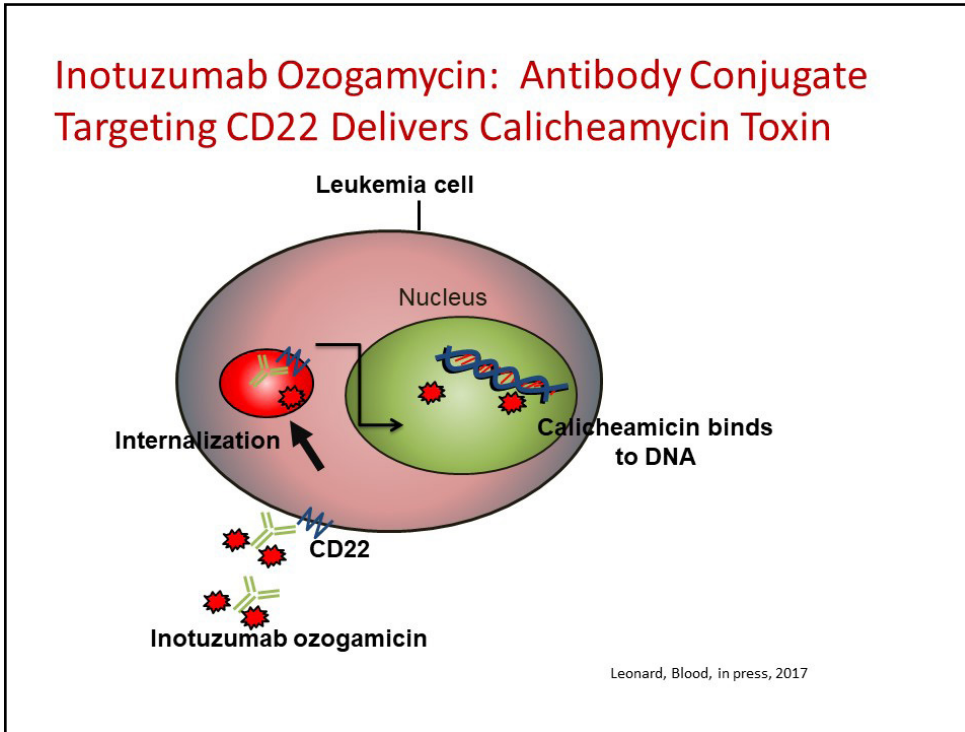 Inotuzumab Ozogamycin: Antibody Conjugate
Targeting CD22 Delivers Calicheamycin Toxin
Leukemia cell
Nucleus
Internalization
Calicheamicin binds
to DNA
CD22
Inotuzumab ozogamicin
Leonard, Blood, in press, 2017